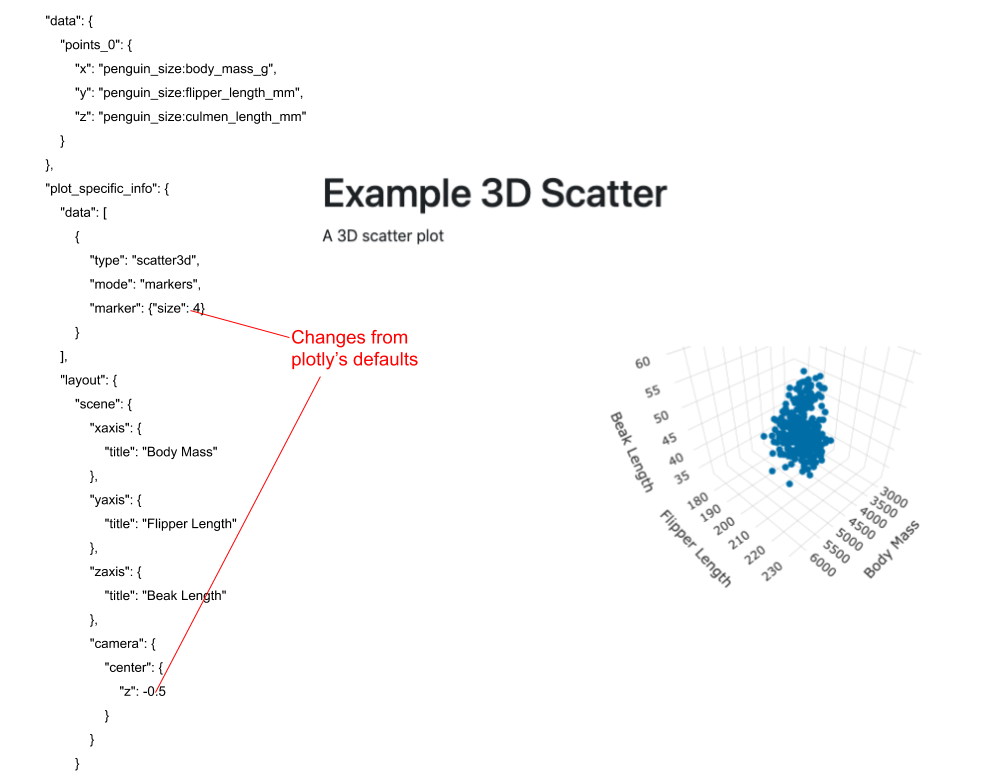 "data": {
"points_0": {
"x": "penguin_size:body_mass_g",
"y": "penguin_size:flipper_length_mm",
"z": "penguin_size:culmen_length_mm"
}
},
"plot_specific_info": {
"data": [
{
"type": "scatter3d",
"mode": "markers",
"marker": {"size": 4}
}
],
"layout": {
"scene": {
"xaxis": {
"title": "Body Mass"
},
"yaxis": {
"title": "Flipper Length"
},
"zaxis": {
"title": "Beak Length"
},
"camera": {
"center": {
"z": -0.5
}
}
}
Example 3D Scatter
A 3D scatter plot
Changes from
plotly's defaults
60
55
50
45
40
35
Beak Length
180
190
200
210
220
230
Flipper Length
3000
3500
4000
4500
5000
5500
6000
Body Mass